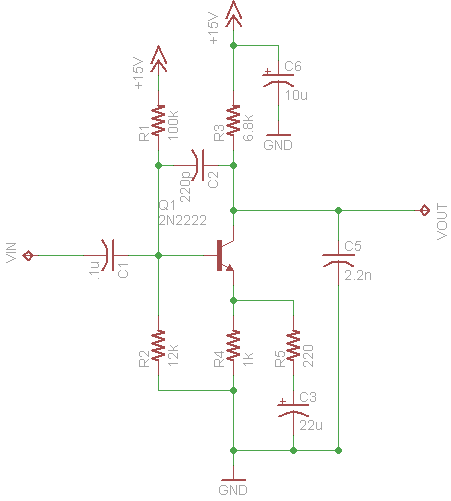 +15V
+15V
C6
10u
GND
R1
100k
R3
6.8k
220p
C2
Q1
2N2222
VIN
.1u
C1
VOUT
C5
2.2n
R2
12k
R4
1k
R5
220
C3
22u
GND